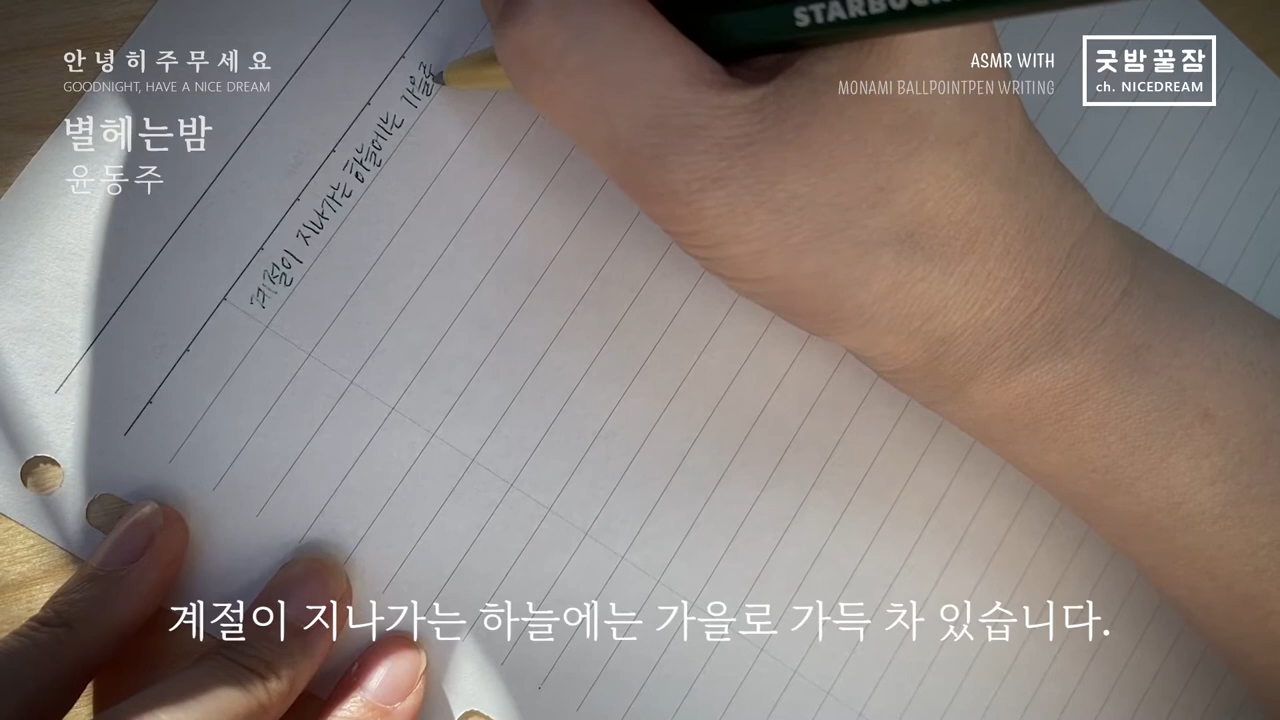 안녕히주무세요
GOODNIGHT, HAVE A NICE DREAM
별헤는밤
윤동주
ASMR WITH
MONAMI BALLPOINTPEN WRITING
굿밤꿀잠
ch. NICEDREAM
STARBUCK
계절이 지나가는 하늘에는 가을로
계절이 지나가는 하늘에는 가을로 가득 차 있습니다.